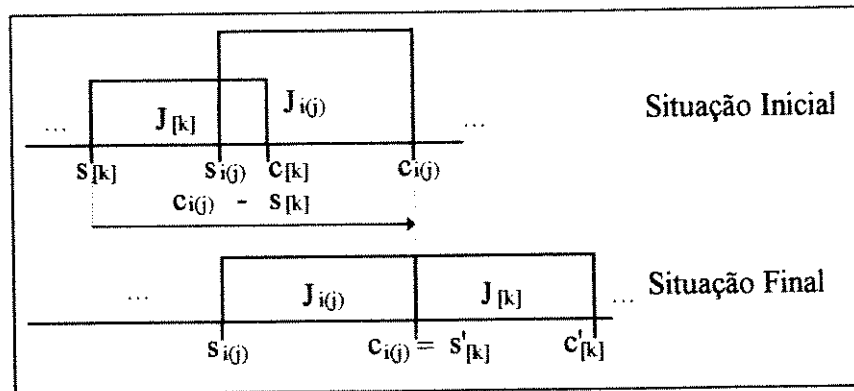 J[k] Ji(j) Situação Inicial
... ...
s[k] si(j) c[k] ci(j)
ci(j) - s[k]
... Ji(j) J[k] ... Situação Final
si(j) ci(j) = s'[k] c'[k]